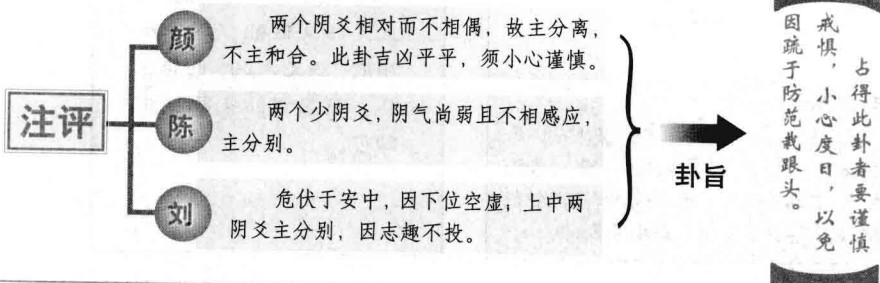 注评
颜
两个阴爻相对而不相偶，故主分离，
不主和合。此卦吉凶平平，须小心谨慎。
陈
两个少阴爻，阴气尚弱且不相感应，
主分别。
刘
危伏于安中，因下位空虚，上中两
阴爻主分别，因志趣不投。
卦旨
占得此卦者要谨慎
戒惧，小心度日，以免
因疏于防范栽跟头。